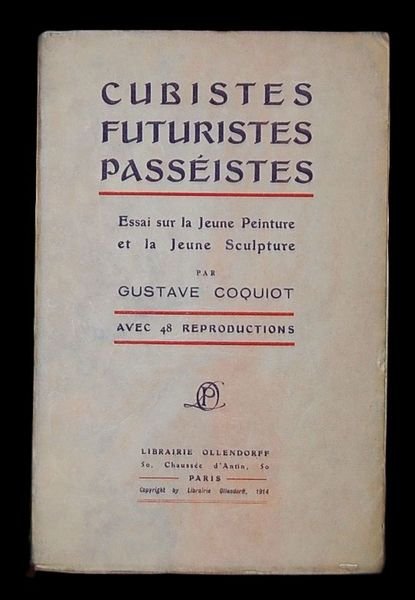 CUBISTES
FUTURISTES
PASSÉISTES
Essai sur la Jeune Peinture
et la Jeune Sculpture
PAR
GUSTAVE COQUIOT
AVEC 48 REPRODUCTIONS
LIBRAIRIE OLLENDORFF
50, Chaussée d'Antin, 50
PARIS
Copyright by Librairie Ollendorff, 1914